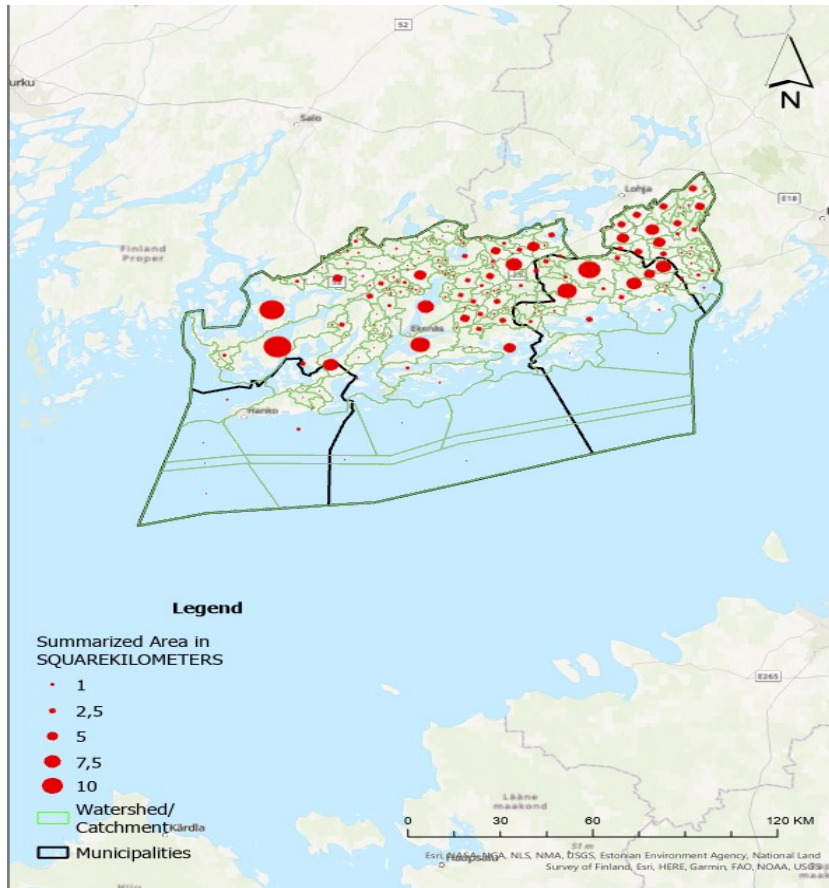 S2
urku
Salo
N
Lohja
E18
Finland
Proper
Ekenäs
Hanko
Legend
Summarized Area in
SQUAREKILOMETERS
1
2,5
5
7,5
10
Watershed/
Catchment
Municipalities
Kärdla
E265
Lääne
maakond
0 30 60 120 KM
Esri, NASA, NGA, NLS, NMA, USGS, Estonian Environment Agency, National Land
Survey of Finland, Esri, HERE, Garmin, FAO, NOAA, USGS